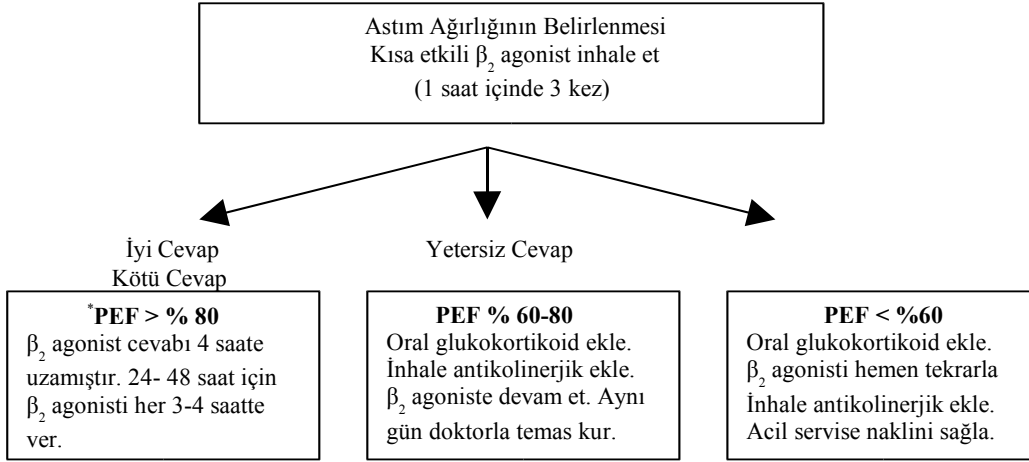 Astım Ağırlığının Belirlenmesi
Kısa etkili β₂ agonist inhale et
(1 saat içinde 3 kez)
İyi Cevap
Yetersiz Cevap
Kötü Cevap
*PEF > % 80
β₂ agonist cevabı 4 saate
uzamıştır. 24- 48 saat için
β₂ agonisti her 3-4 saatte
ver.
PEF % 60-80
Oral glukokortikoid ekle.
İnhale antikolinerjik ekle.
β₂ agoniste devam et. Aynı
gün doktorla temas kur.
PEF < %60
Oral glukokortikoid ekle.
β₂ agonisti hemen tekrarla
İnhale antikolinerjik ekle.
Acil servise naklini sağla.